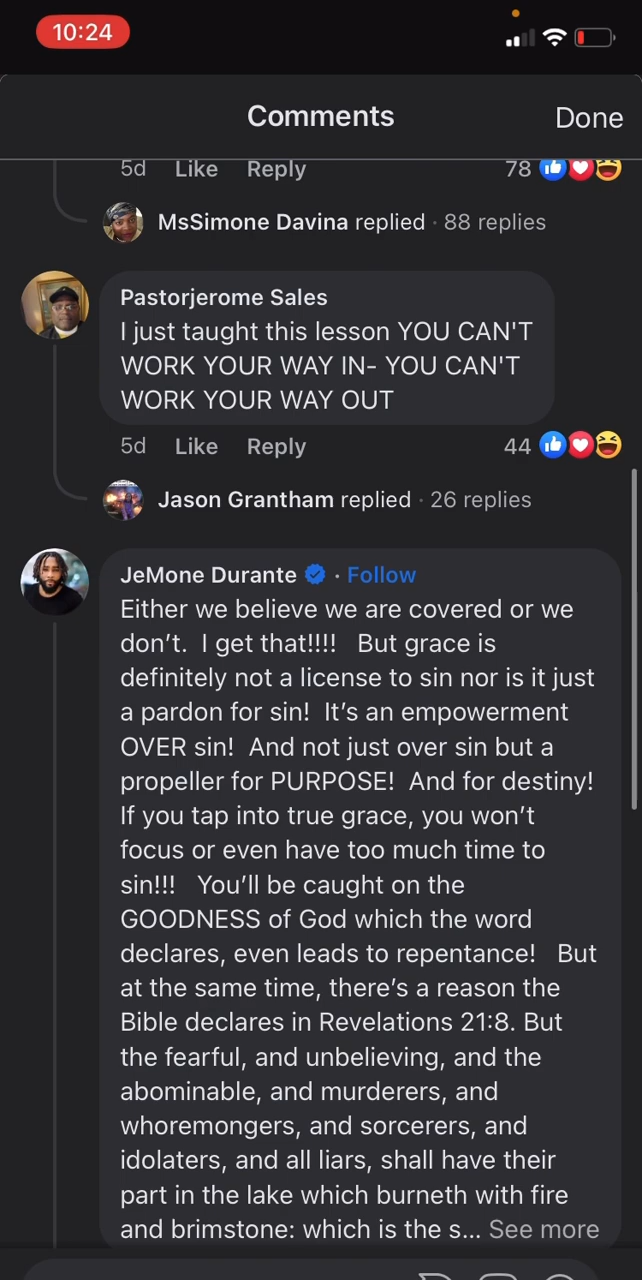 10:24
Comments
Done
5d Like Reply 78
MsSimone Davina replied · 88 replies
Pastorjerome Sales
I just taught this lesson YOU CAN'T
WORK YOUR WAY IN- YOU CAN'T
WORK YOUR WAY OUT
5d Like Reply 44
Jason Grantham replied · 26 replies
JeMone Durante · Follow
Either we believe we are covered or we
don’t.  I get that!!!!   But grace is
definitely not a license to sin nor is it just
a pardon for sin!  It’s an empowerment
OVER sin!  And not just over sin but a
propeller for PURPOSE!  And for destiny!
If you tap into true grace, you won’t
focus or even have too much time to
sin!!!   You’ll be caught on the
GOODNESS of God which the word
declares, even leads to repentance!   But
at the same time, there’s a reason the
Bible declares in Revelations 21:8. But
the fearful, and unbelieving, and the
abominable, and murderers, and
whoremongers, and sorcerers, and
idolaters, and all liars, shall have their
part in the lake which burneth with fire
and brimstone: which is the s... See more